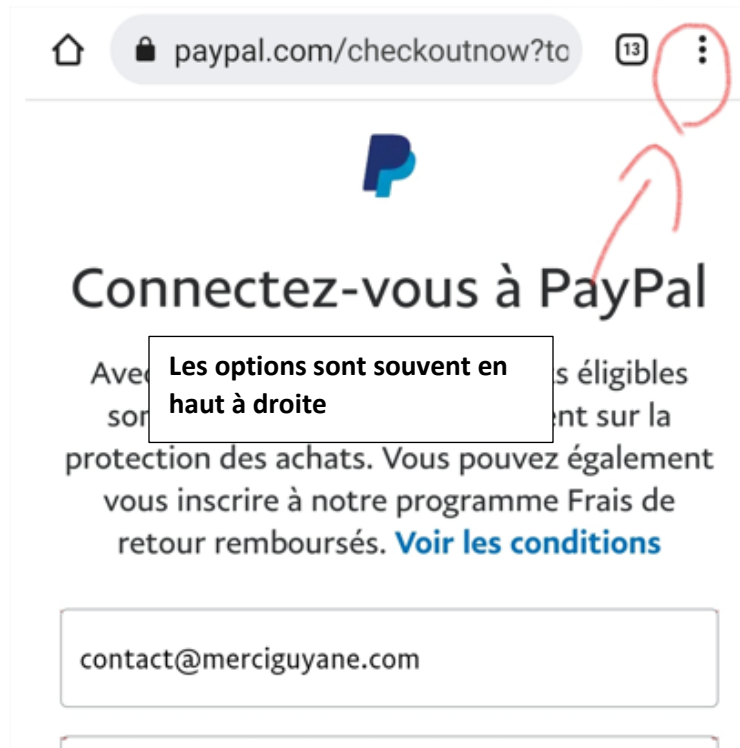 paypal.com/checkoutnow?to
13
Connectez-vous à PayPal
Les options sont souvent en
haut à droite
Avec s éligibles
sont sur la
protection des achats. Vous pouvez également
vous inscrire à notre programme Frais de
retour remboursés. Voir les conditions
contact@merciguyane.com